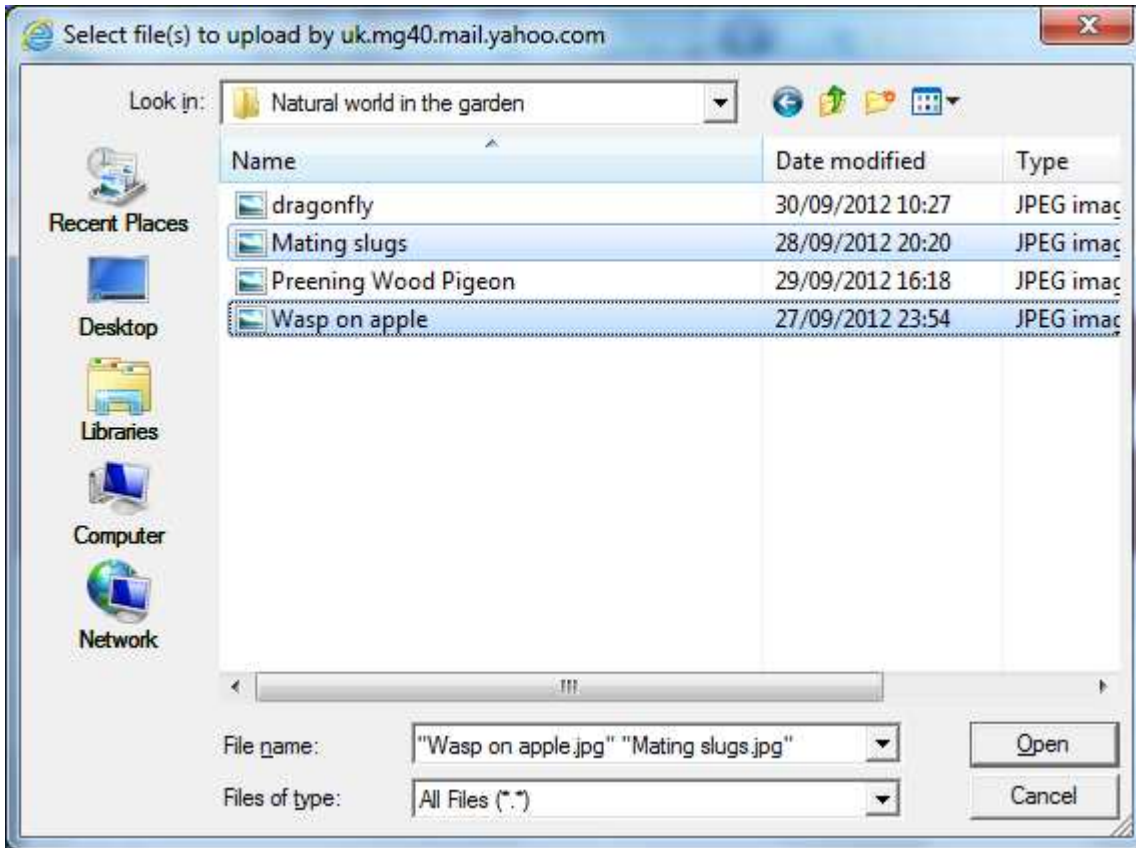 Select file(s) to upload by uk.mg40.mail.yahoo.com
Look in: Natural world in the garden
Name Date modified Type
dragonfly 30/09/2012 10:27 JPEG imag
Mating slugs 28/09/2012 20:20 JPEG imag
Preening Wood Pigeon 29/09/2012 16:18 JPEG imag
Wasp on apple 27/09/2012 23:54 JPEG imag
Recent Places
Desktop
Libraries
Computer
Network
File name: "Wasp on apple.jpg" "Mating slugs.jpg" Open
Files of type: All Files (*.*) Cancel